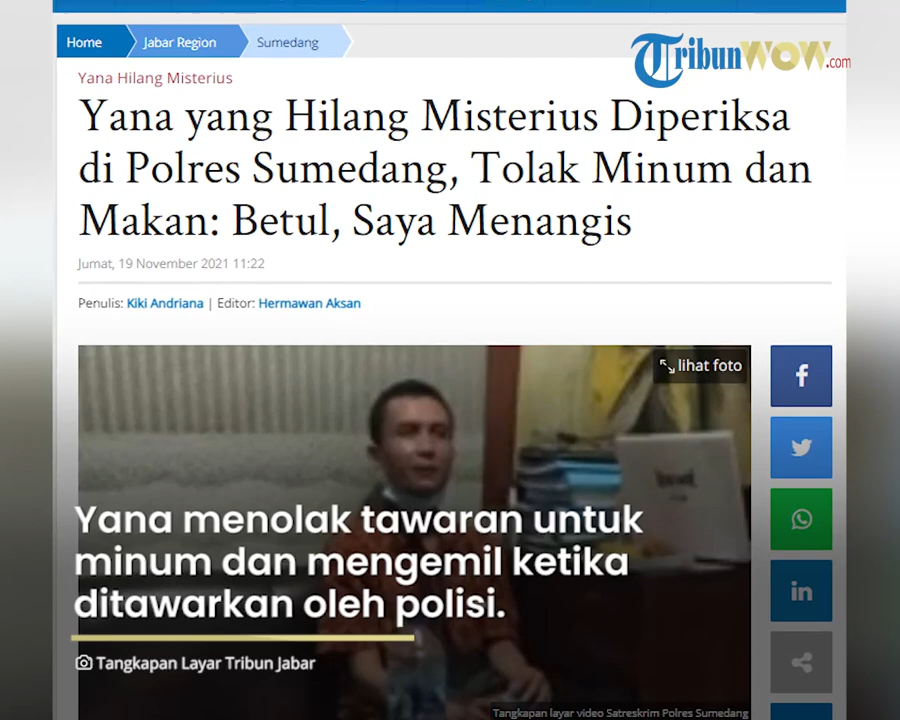 Home
Jabar Region
Sumedang
TribunWOW.com
Yana Hilang Misterius
Yana yang Hilang Misterius Diperiksa
di Polres Sumedang, Tolak Minum dan
Makan: Betul, Saya Menangis
Jumat, 19 November 2021 11:22
Penulis: Kiki Andriana | Editor: Hermawan Aksan
lihat foto
Yana menolak tawaran untuk
minum dan mengemil ketika
ditawarkan oleh polisi.
Tangkapan Layar Tribun Jabar
Tangkapan layar video Satreskrim Polres Sumedang